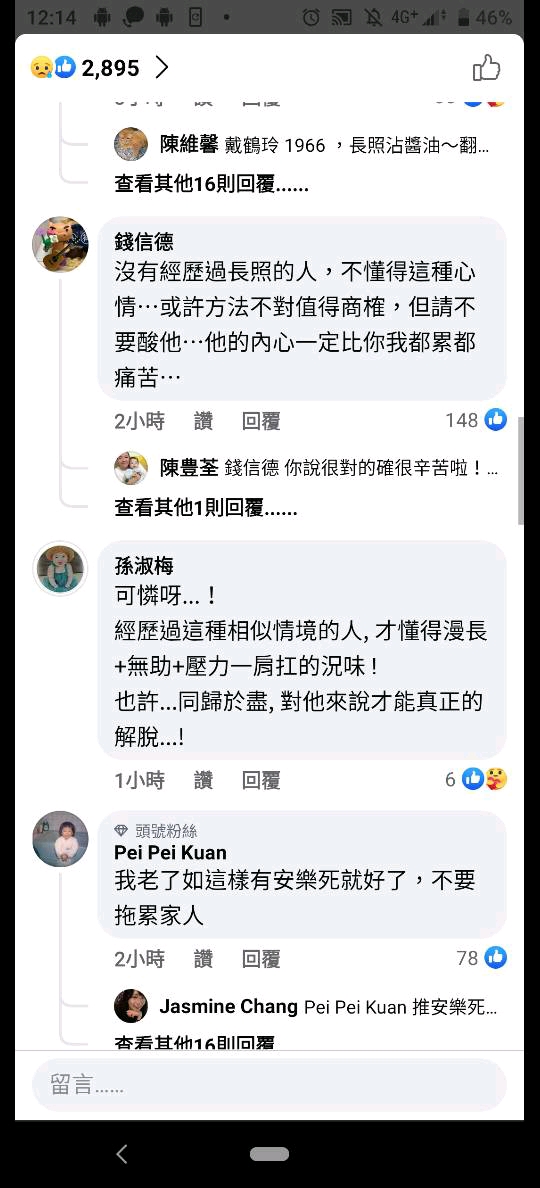 12:14 4G+ 46%
2,895
陳維馨 戴鶴玲 1966 ,長照沾醬油～翻...
查看其他16則回覆......
錢信德
沒有經歷過長照的人，不懂得這種心
情…或許方法不對值得商榷，但請不
要酸他…他的內心一定比你我都累都
痛苦…
2小時 讚 回覆 148
陳豊荃 錢信德 你說很對的確很辛苦啦！...
查看其他1則回覆......
孫淑梅
可憐呀...！
經歷過這種相似情境的人, 才懂得漫長
+無助+壓力一肩扛的況味 !
也許...同歸於盡, 對他來說才能真正的
解脫...!
1小時 讚 回覆 6
頭號粉絲
Pei Pei Kuan
我老了如這樣有安樂死就好了，不要
拖累家人
2小時 讚 回覆 78
Jasmine Chang Pei Pei Kuan 推安樂死...
查看其他16則回覆
留言......